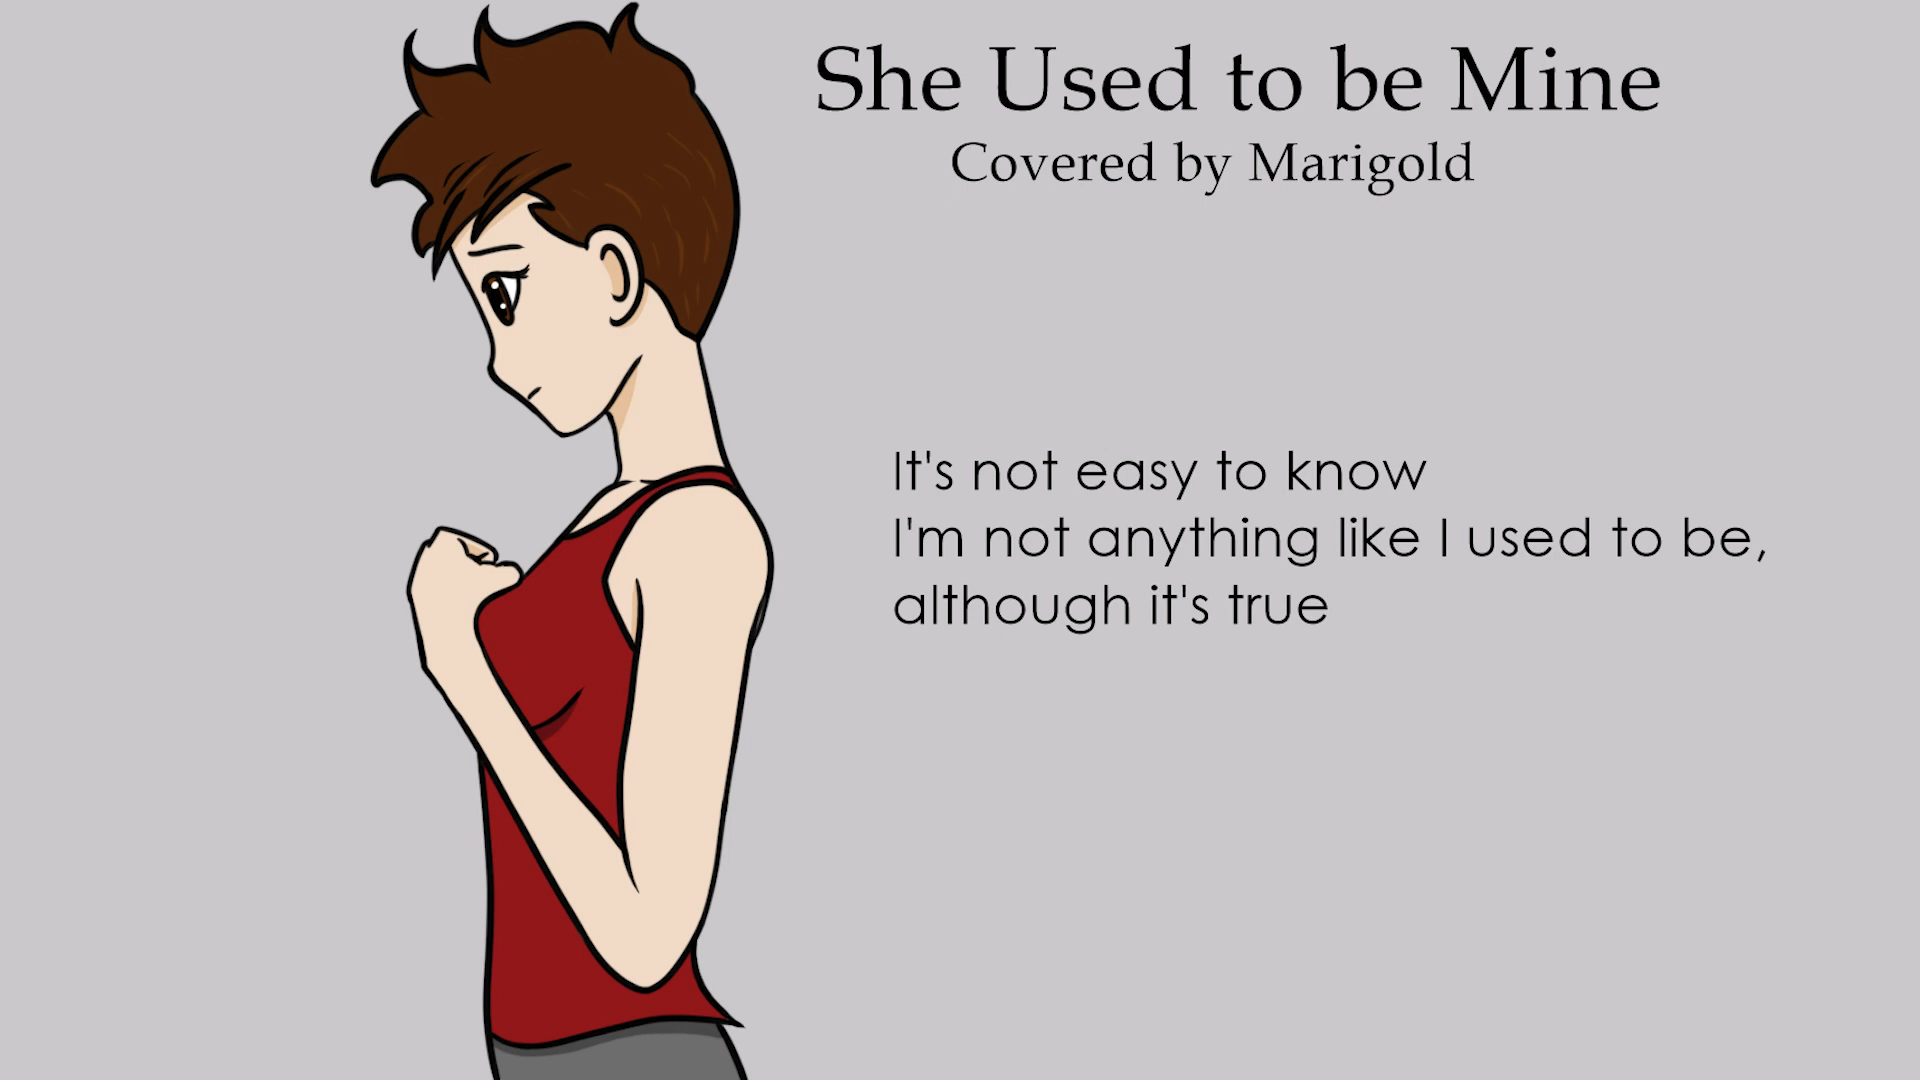 She Used to be Mine
Covered by Marigold
It's not easy to know
I'm not anything like I used to be,
although it's true